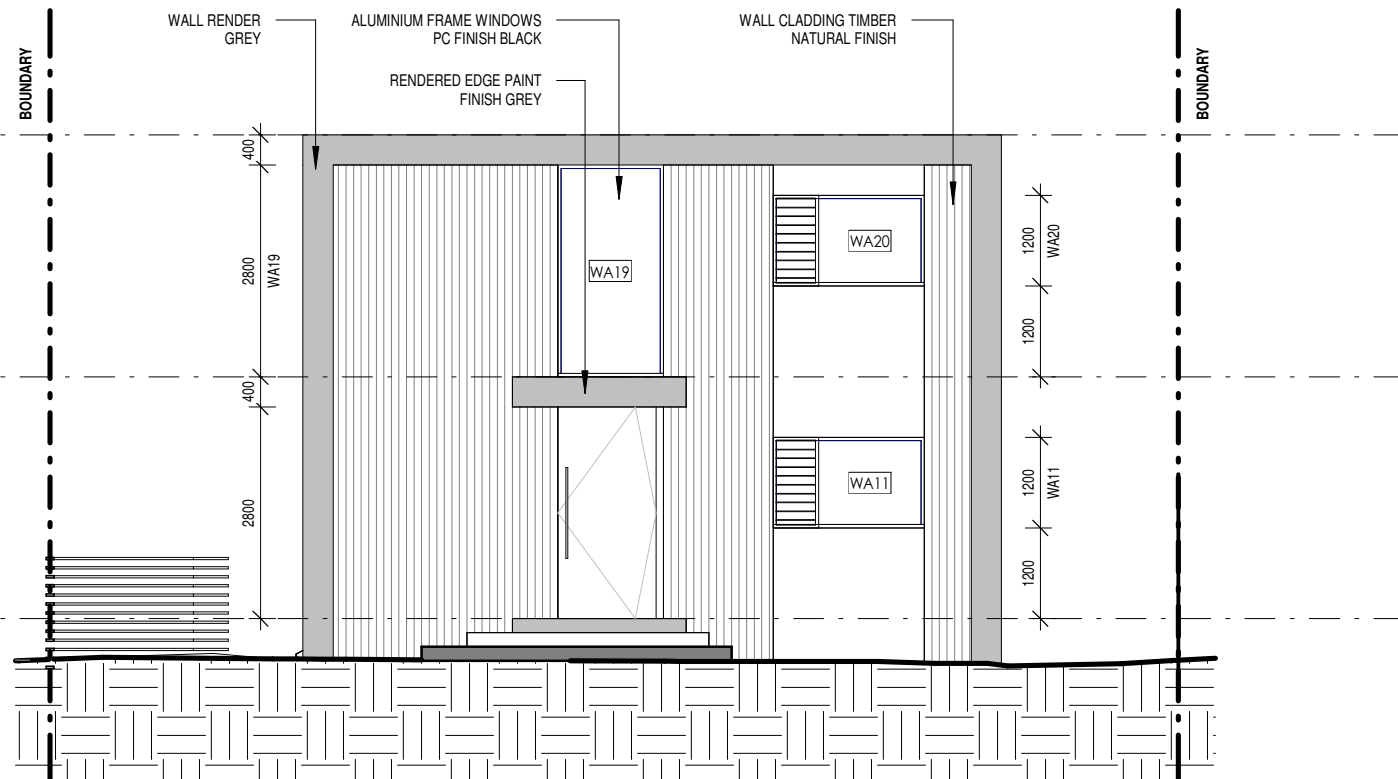 WALL RENDER
GREY
ALUMINIUM FRAME WINDOWS
PC FINISH BLACK
WALL CLADDING TIMBER
NATURAL FINISH
RENDERED EDGE PAINT
FINISH GREY
BOUNDARY
BOUNDARY
400
2800
WA19
400
2800
WA19
WA20
WA11
1200
WA20
1200
1200
WA11
1200